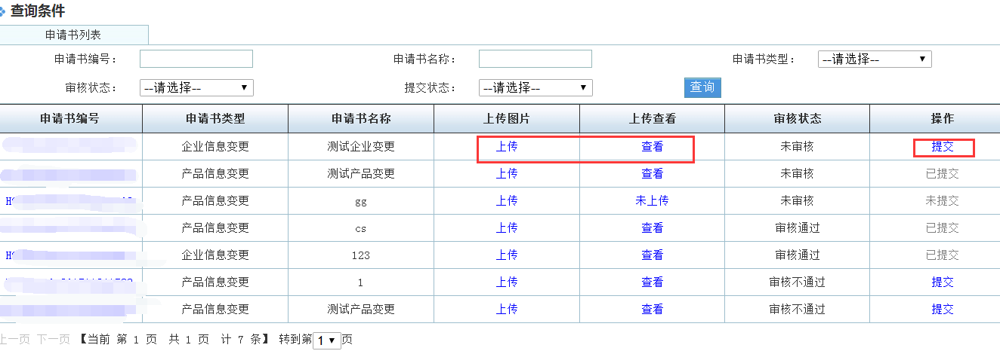 查询条件
申请书列表
申请书编号： 申请书名称： 申请书类型： --请选择--
审核状态： --请选择-- 提交状态： --请选择-- 查询
申请书编号 申请书类型 申请书名称 上传图片 上传查看 审核状态 操作
企业信息变更 测试企业变更 上传 查看 未审核 提交
产品信息变更 测试产品变更 上传 查看 未审核 已提交
产品信息变更 gg 上传 未上传 未审核 未提交
产品信息变更 cs 上传 查看 审核通过 已提交
企业信息变更 123 上传 查看 审核通过 已提交
产品信息变更 1 上传 查看 审核不通过 提交
产品信息变更 测试产品变更 上传 查看 审核不通过 提交
上一页 下一页 【当前 第 1 页 共 1 页 计 7 条】 转到第 1 页